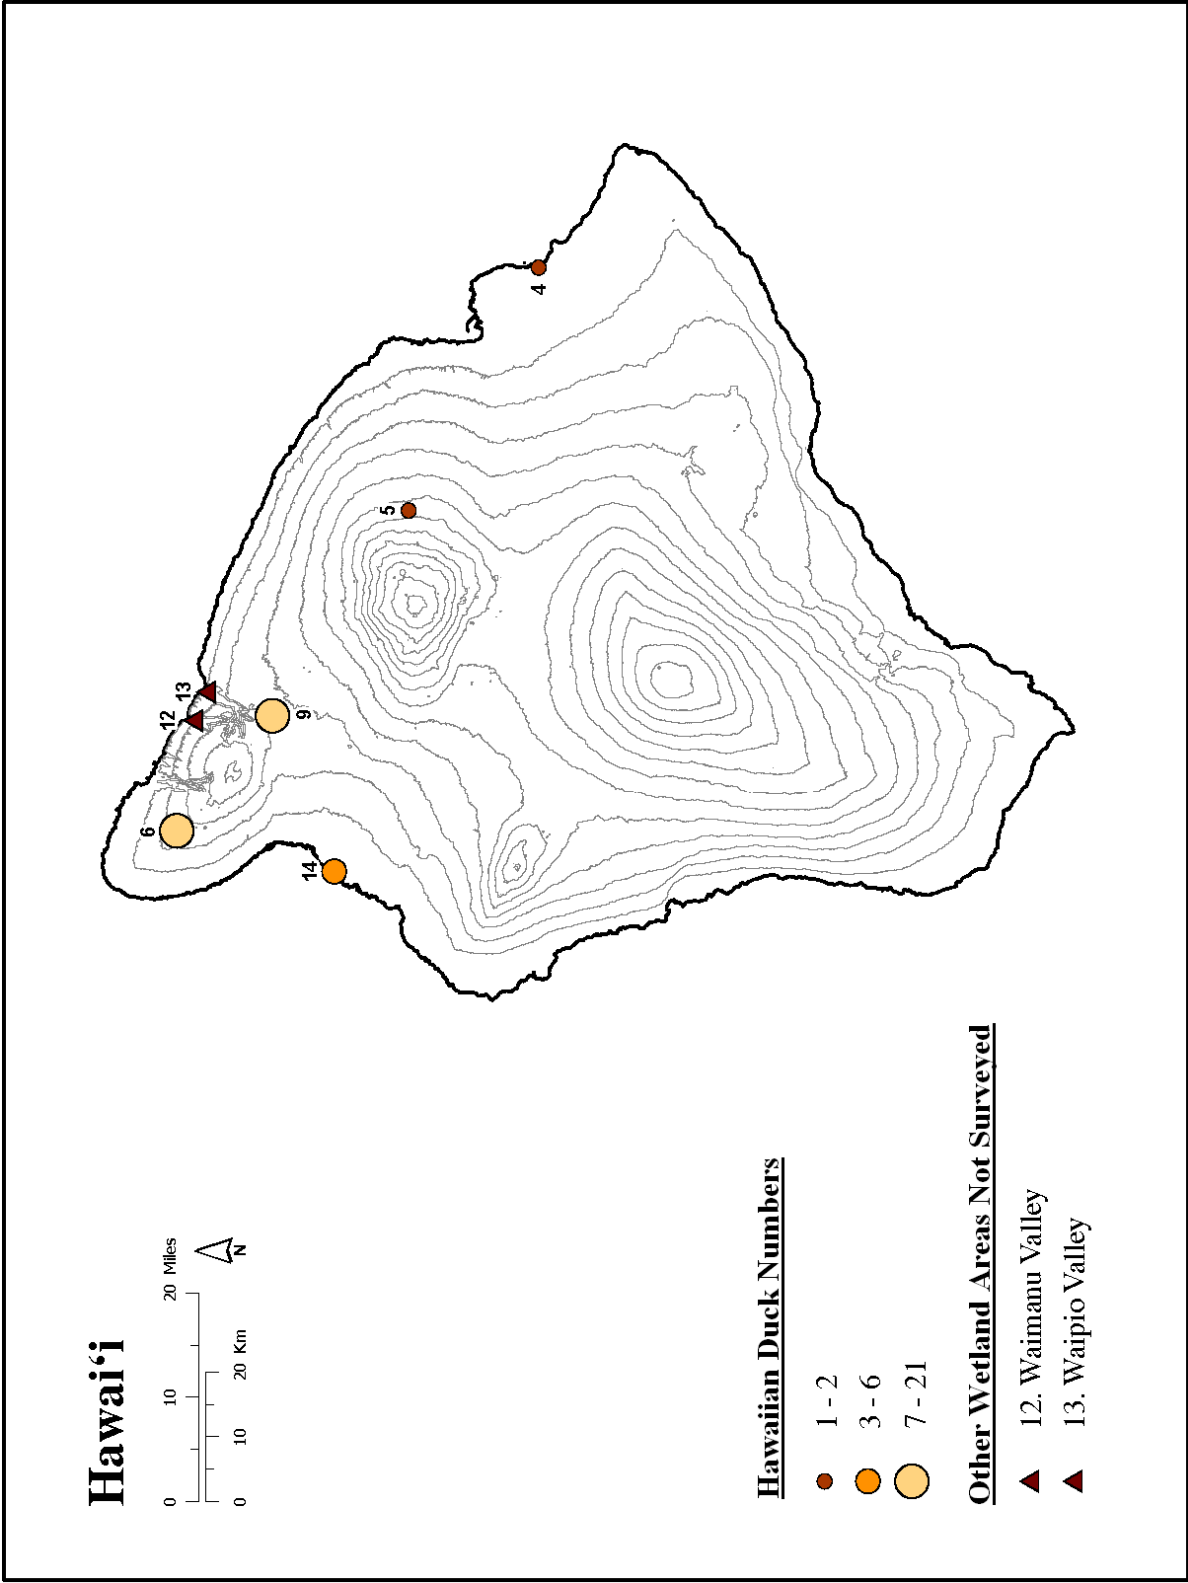 Hawai‘i
0 10 20 Miles
0 10 20 Km
N
6
12
13
9
14
5
4
Hawaiian Duck Numbers
1 - 2
3 - 6
7 - 21
Other Wetland Areas Not Surveyed
12. Waimanu Valley
13. Waipio Valley